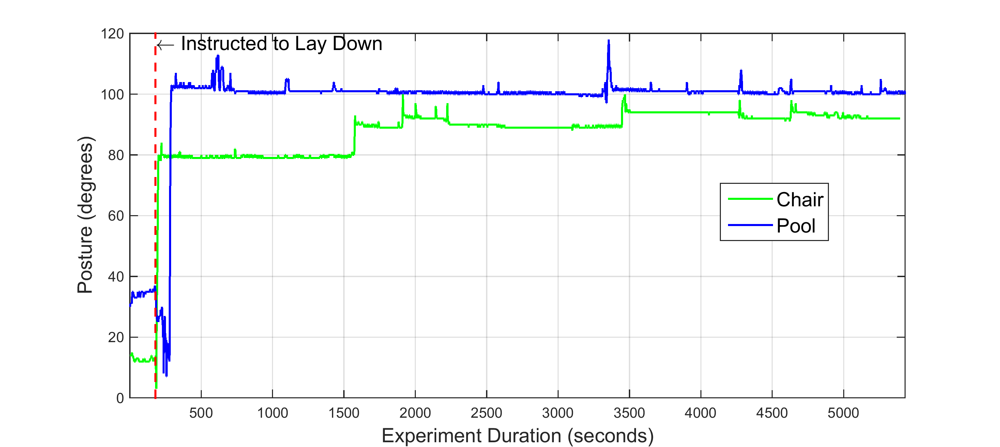 ← Instructed to Lay Down
120
100
80
60
40
20
0
Posture (degrees)
Chair
Pool
500 1000 1500 2000 2500 3000 3500 4000 4500 5000
Experiment Duration (seconds)